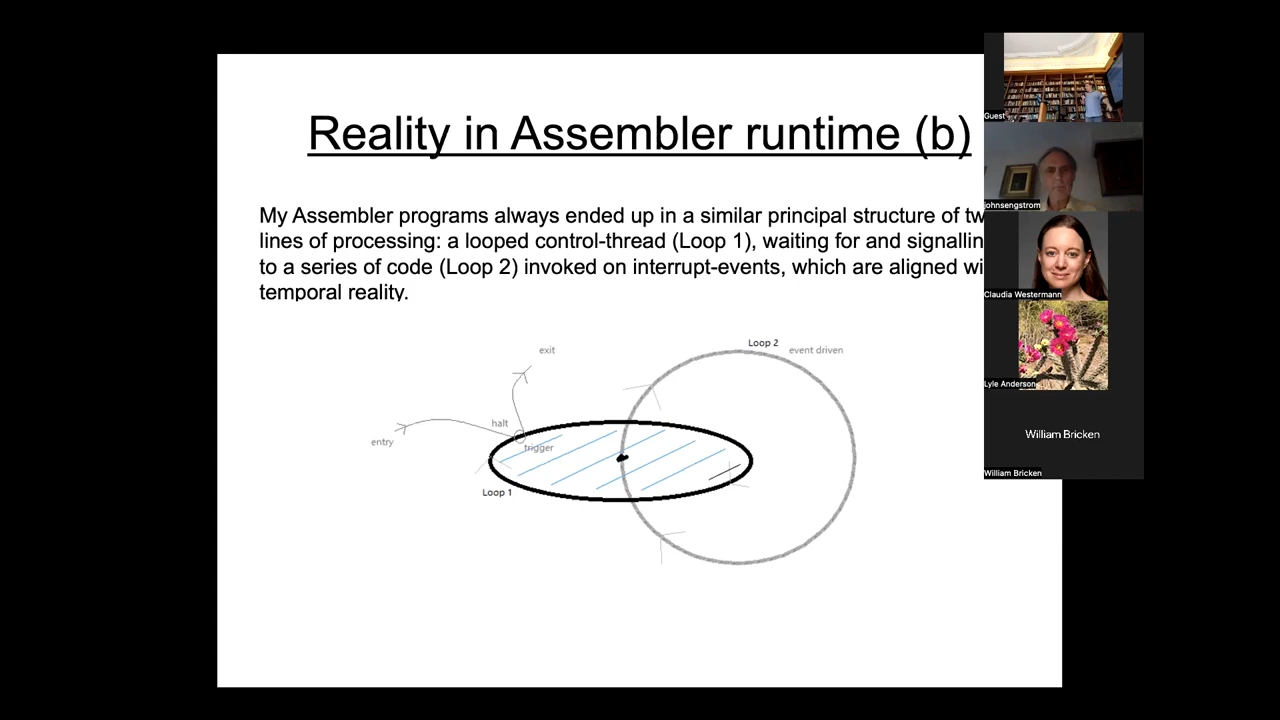 Reality in Assembler runtime (b)
My Assembler programs always ended up in a similar principal structure of tw
lines of processing: a looped control-thread (Loop 1), waiting for and signallin
to a series of code (Loop 2) invoked on interrupt-events, which are aligned wi
temporal reality.
exit
Loop 2
event driven
halt
entry
trigger
Loop 1
Guest
johnsengstrom
Claudia Westermann
Lyle Anderson
William Bricken
William Bricken